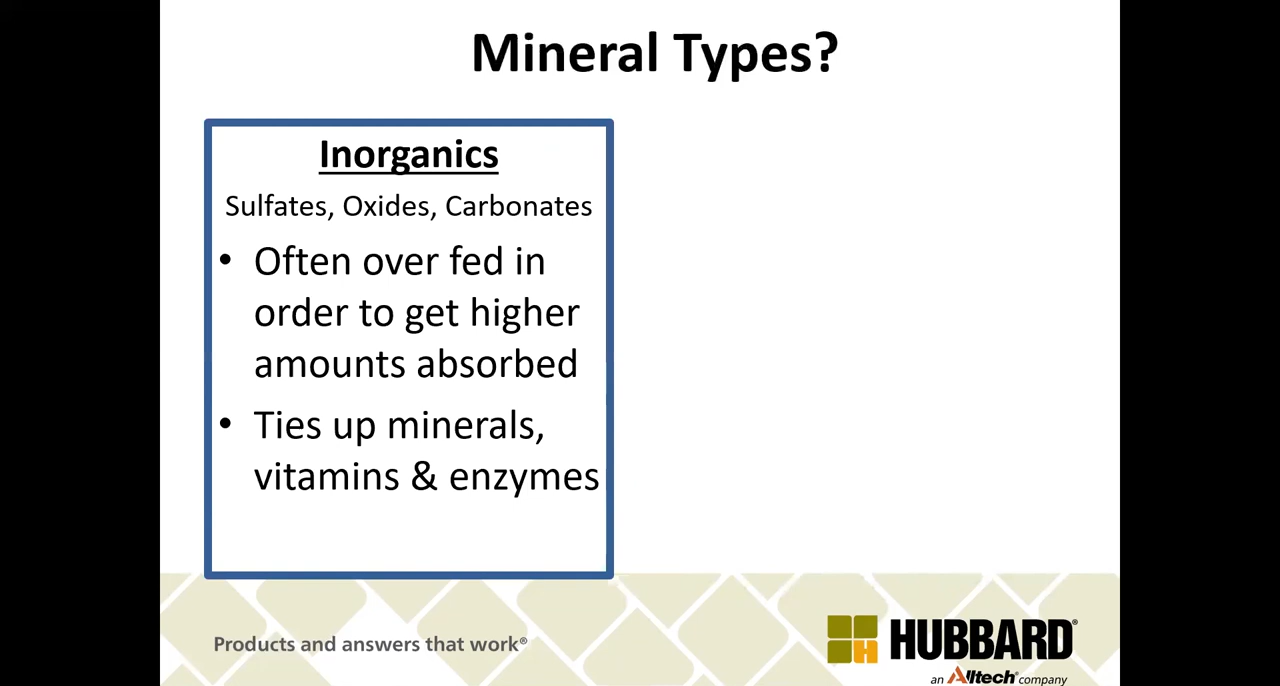 Mineral Types?
Inorganics
Sulfates, Oxides, Carbonates
• Often over fed in
order to get higher
amounts absorbed
• Ties up minerals,
vitamins & enzymes
Products and answers that work®
HUBBARD®
an Alltech® company